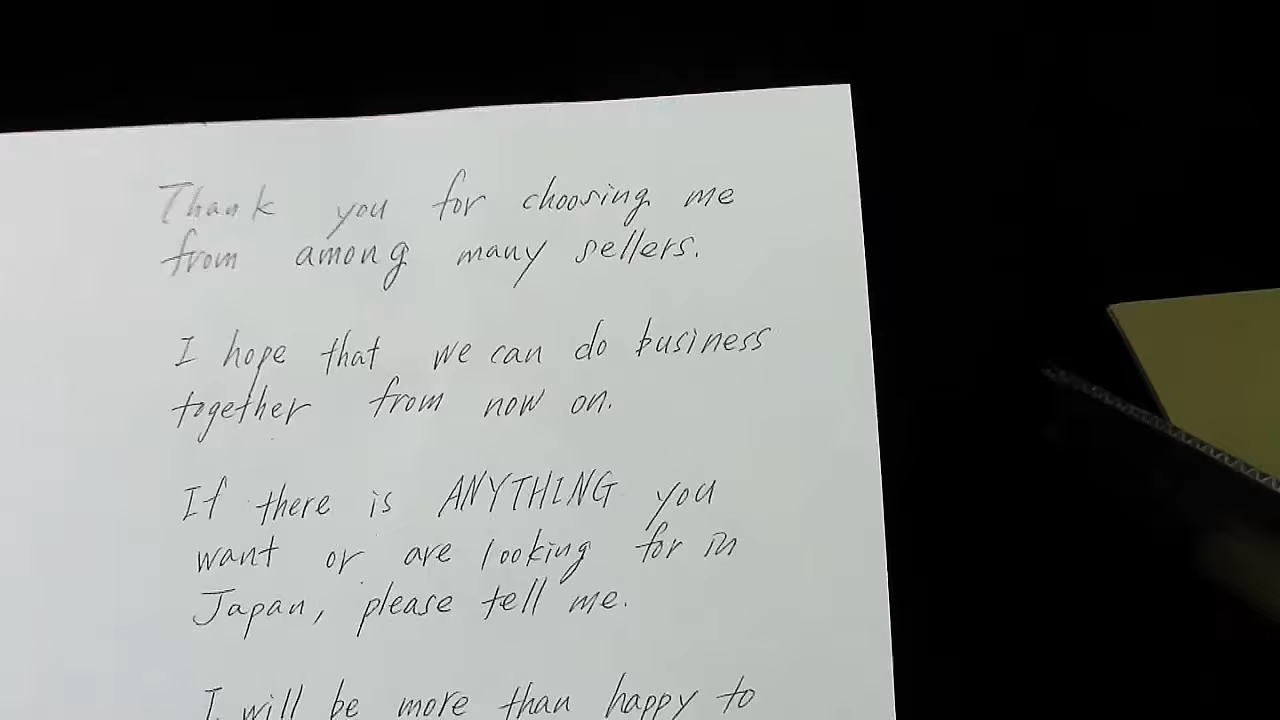 Thank you for choosing me
from among many sellers.
I hope that we can do business
together from now on.
If there is ANYTHING you
want or are looking for in
Japan, please tell me.
I will be more than happy to